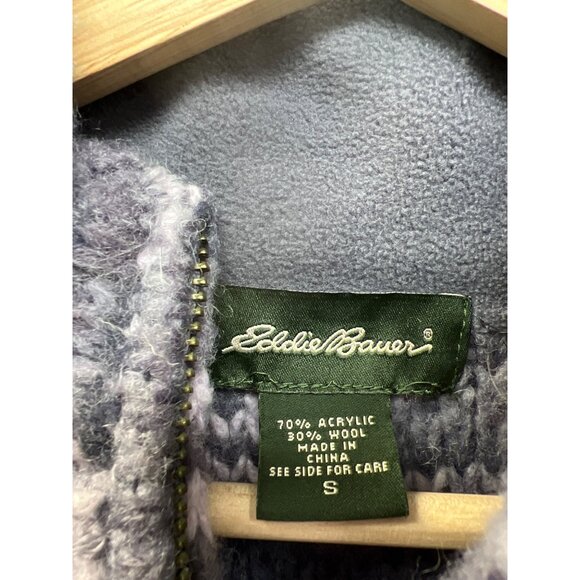 Eddie Bauer®
70% ACRYLIC
30% WOOL
MADE IN
CHINA
SEE SIDE FOR CARE
S